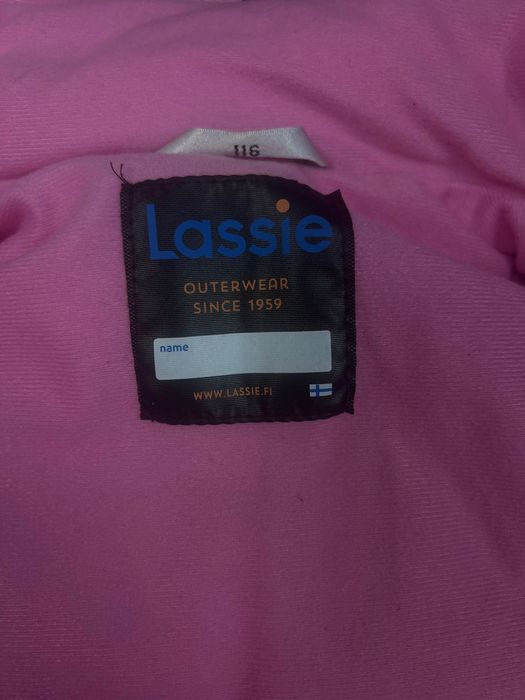 116
Lassie
OUTERWEAR
SINCE 1959
name
WWW.LASSIE.FI